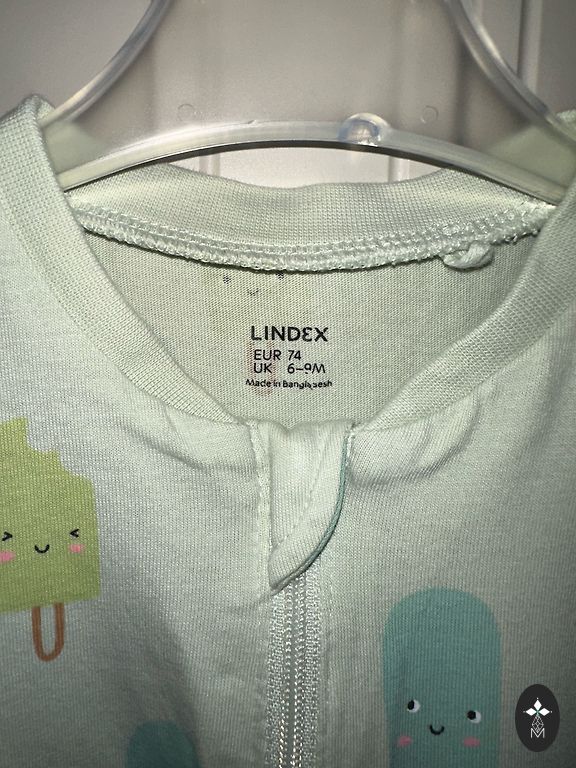 LINDEX
EUR 74
UK 6-9M
Made in Bangladesh
M